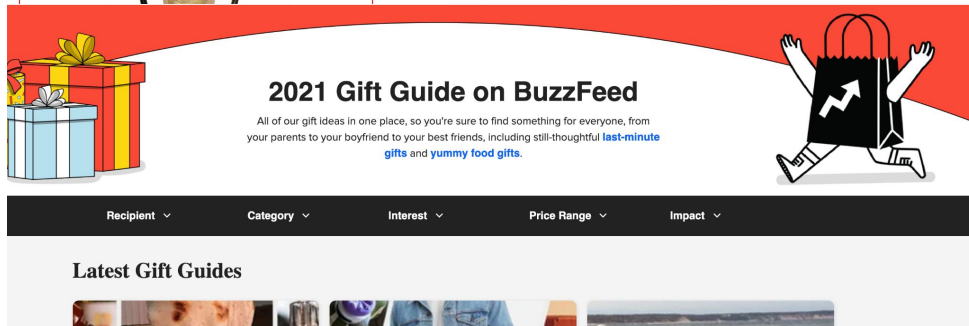 2021 Gift Guide on BuzzFeed
All of our gift ideas in one place, so you're sure to find something for everyone, from
your parents to your boyfriend to your best friends, including still-thoughtful last-minute
gifts and yummy food gifts.
Recipient Category Interest Price Range Impact
Latest Gift Guides